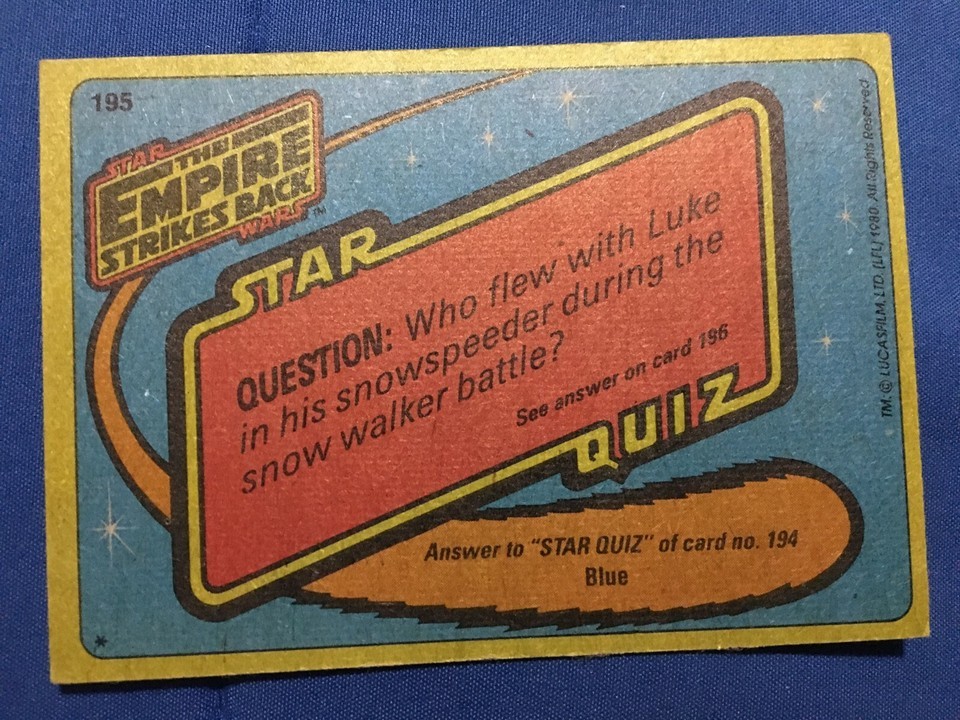 195
STAR
THE
EMPIRE
STRIKES BACK
WARS™
STAR
QUESTION: Who flew with Luke
in his snowspeeder during the
snow walker battle?
See answer on card 196
QUIZ
Answer to "STAR QUIZ" of card no. 194
Blue
*
TM: © LUCASFILM, LTD. [LFL] 1980. All Rights Reserved